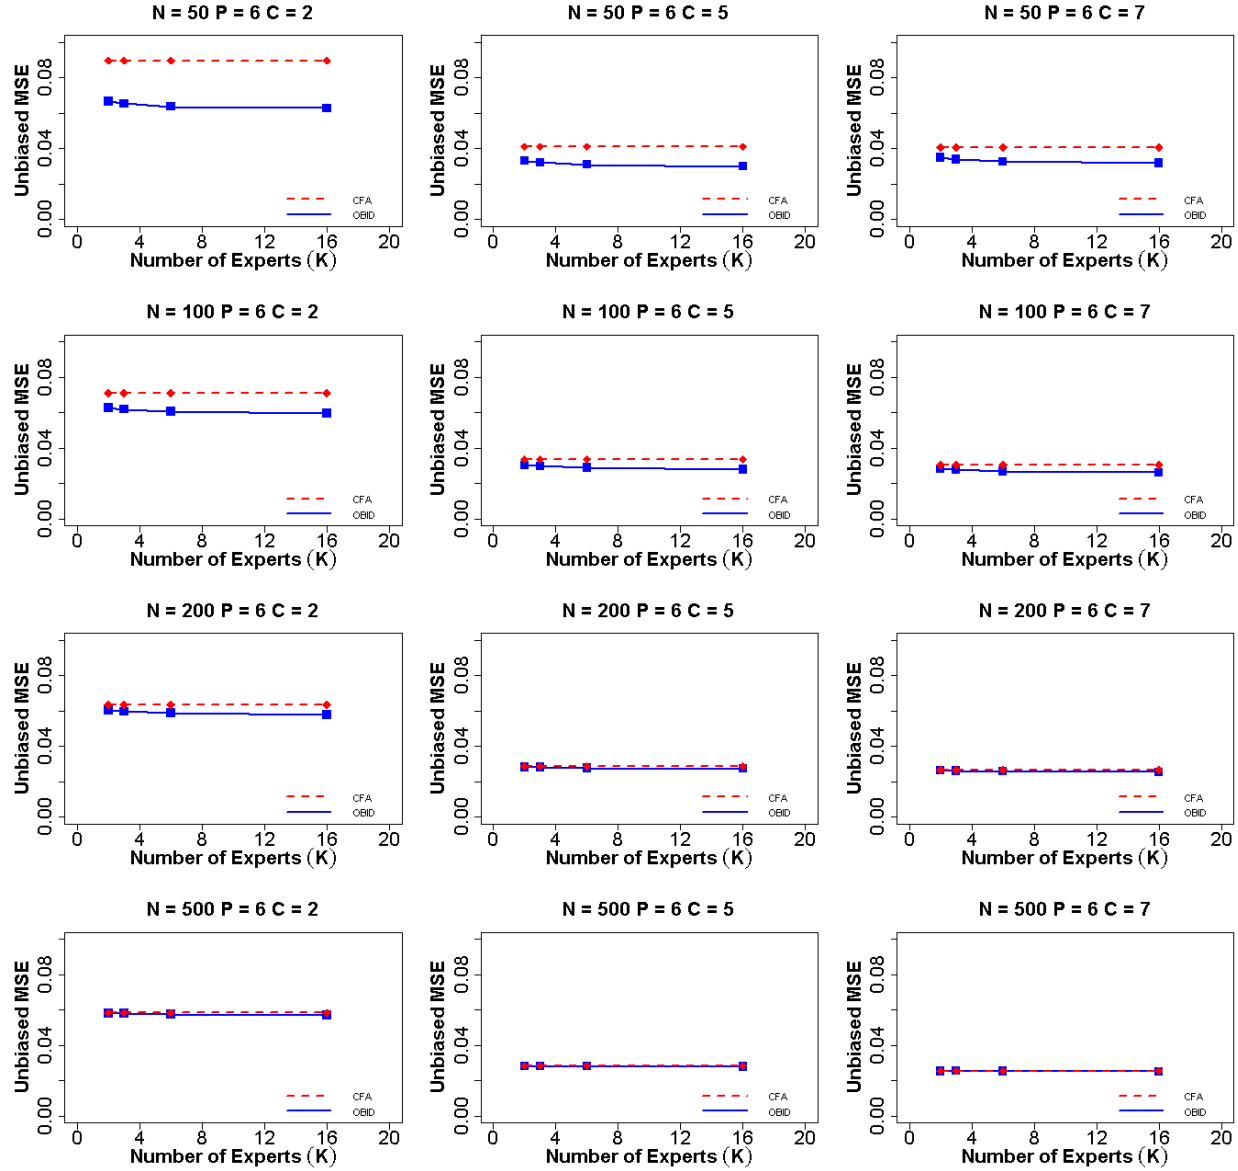 N = 50 P = 6 C = 2
Unbiased MSE
0.00 0.04 0.08
CFA
OBID
0 4 8 12 16 20
Number of Experts (K)
N = 50 P = 6 C = 5
Unbiased MSE
0.00 0.04 0.08
CFA
OBID
0 4 8 12 16 20
Number of Experts (K)
N = 50 P = 6 C = 7
Unbiased MSE
0.00 0.04 0.08
CFA
OBID
0 4 8 12 16 20
Number of Experts (K)
N = 100 P = 6 C = 2
Unbiased MSE
0.00 0.04 0.08
CFA
OBID
0 4 8 12 16 20
Number of Experts (K)
N = 100 P = 6 C = 5
Unbiased MSE
0.00 0.04 0.08
CFA
OBID
0 4 8 12 16 20
Number of Experts (K)
N = 100 P = 6 C = 7
Unbiased MSE
0.00 0.04 0.08
CFA
OBID
0 4 8 12 16 20
Number of Experts (K)
N = 200 P = 6 C = 2
Unbiased MSE
0.00 0.04 0.08
CFA
OBID
0 4 8 12 16 20
Number of Experts (K)
N = 200 P = 6 C = 5
Unbiased MSE
0.00 0.04 0.08
CFA
OBID
0 4 8 12 16 20
Number of Experts (K)
N = 200 P = 6 C = 7
Unbiased MSE
0.00 0.04 0.08
CFA
OBID
0 4 8 12 16 20
Number of Experts (K)
N = 500 P = 6 C = 2
Unbiased MSE
0.00 0.04 0.08
CFA
OBID
0 4 8 12 16 20
Number of Experts (K)
N = 500 P = 6 C = 5
Unbiased MSE
0.00 0.04 0.08
CFA
OBID
0 4 8 12 16 20
Number of Experts (K)
N = 500 P = 6 C = 7
Unbiased MSE
0.00 0.04 0.08
CFA
OBID
0 4 8 12 16 20
Number of Experts (K)